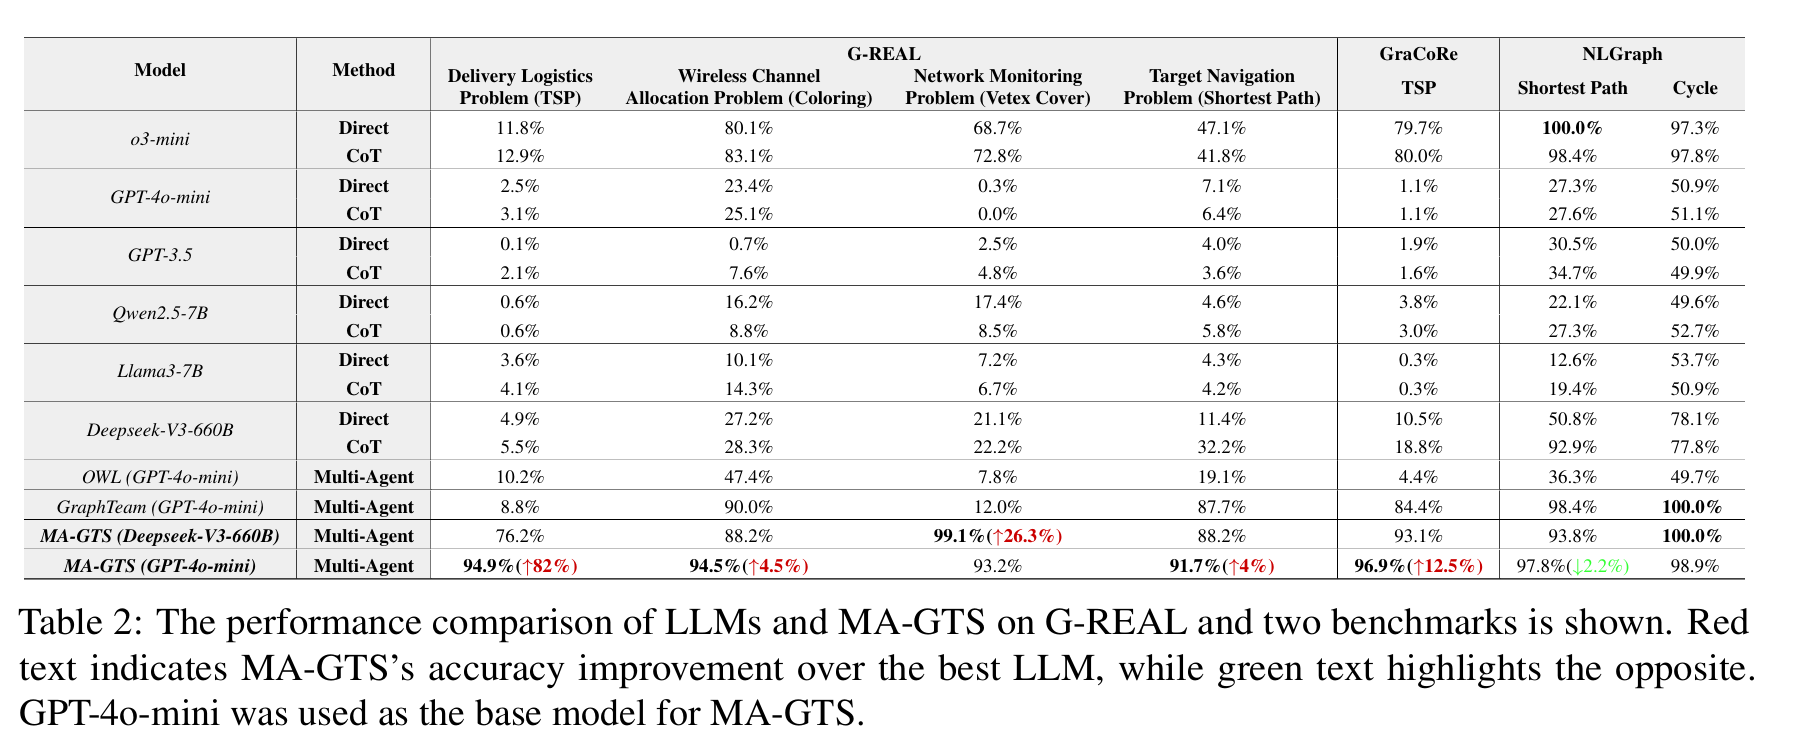 Model Method G-REAL GraCoRe NLGraph
Delivery Logistics Problem (TSP) Wireless Channel Allocation Problem (Coloring) Network Monitoring Problem (Vetex Cover) Target Navigation Problem (Shortest Path) TSP Shortest Path Cycle
o3-mini Direct 11.8% 80.1% 68.7% 47.1% 79.7% 100.0% 97.3%
CoT 12.9% 83.1% 72.8% 41.8% 80.0% 98.4% 97.8%
GPT-4o-mini Direct 2.5% 23.4% 0.3% 7.1% 1.1% 27.3% 50.9%
CoT 3.1% 25.1% 0.0% 6.4% 1.1% 27.6% 51.1%
GPT-3.5 Direct 0.1% 0.7% 2.5% 4.0% 1.9% 30.5% 50.0%
CoT 2.1% 7.6% 4.8% 3.6% 1.6% 34.7% 49.9%
Qwen2.5-7B Direct 0.6% 16.2% 17.4% 4.6% 3.8% 22.1% 49.6%
CoT 0.6% 8.8% 8.5% 5.8% 3.0% 27.3% 52.7%
Llama3-7B Direct 3.6% 10.1% 7.2% 4.3% 0.3% 12.6% 53.7%
CoT 4.1% 14.3% 6.7% 4.2% 0.3% 19.4% 50.9%
Deepseek-V3-660B Direct 4.9% 27.2% 21.1% 11.4% 10.5% 50.8% 78.1%
CoT 5.5% 28.3% 22.2% 32.2% 18.8% 92.9% 77.8%
OWL (GPT-4o-mini) Multi-Agent 10.2% 47.4% 7.8% 19.1% 4.4% 36.3% 49.7%
GraphTeam (GPT-4o-mini) Multi-Agent 8.8% 90.0% 12.0% 87.7% 84.4% 98.4% 100.0%
MA-GTS (Deepseek-V3-660B) Multi-Agent 76.2% 88.2% 99.1%(↑26.3%) 88.2% 93.1% 93.8% 100.0%
MA-GTS (GPT-4o-mini) Multi-Agent 94.9%(↑82%) 94.5%(↑4.5%) 93.2% 91.7%(↑4%) 96.9%(↑12.5%) 97.8%(↓2.2%) 98.9%
Table 2: The performance comparison of LLMs and MA-GTS on G-REAL and two benchmarks is shown. Red
text indicates MA-GTS's accuracy improvement over the best LLM, while green text highlights the opposite.
GPT-4o-mini was used as the base model for MA-GTS.